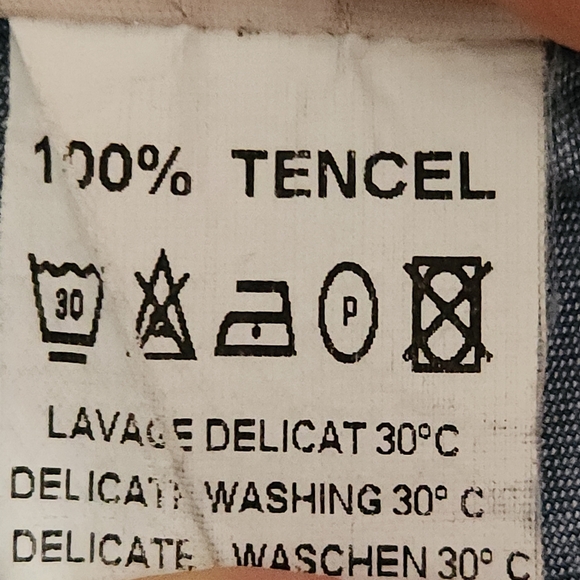 100% TENCEL
30 P
LAVAGE DELICAT 30°C
DELICATE WASHING 30° C
DELICATE WASCHEN 30° C